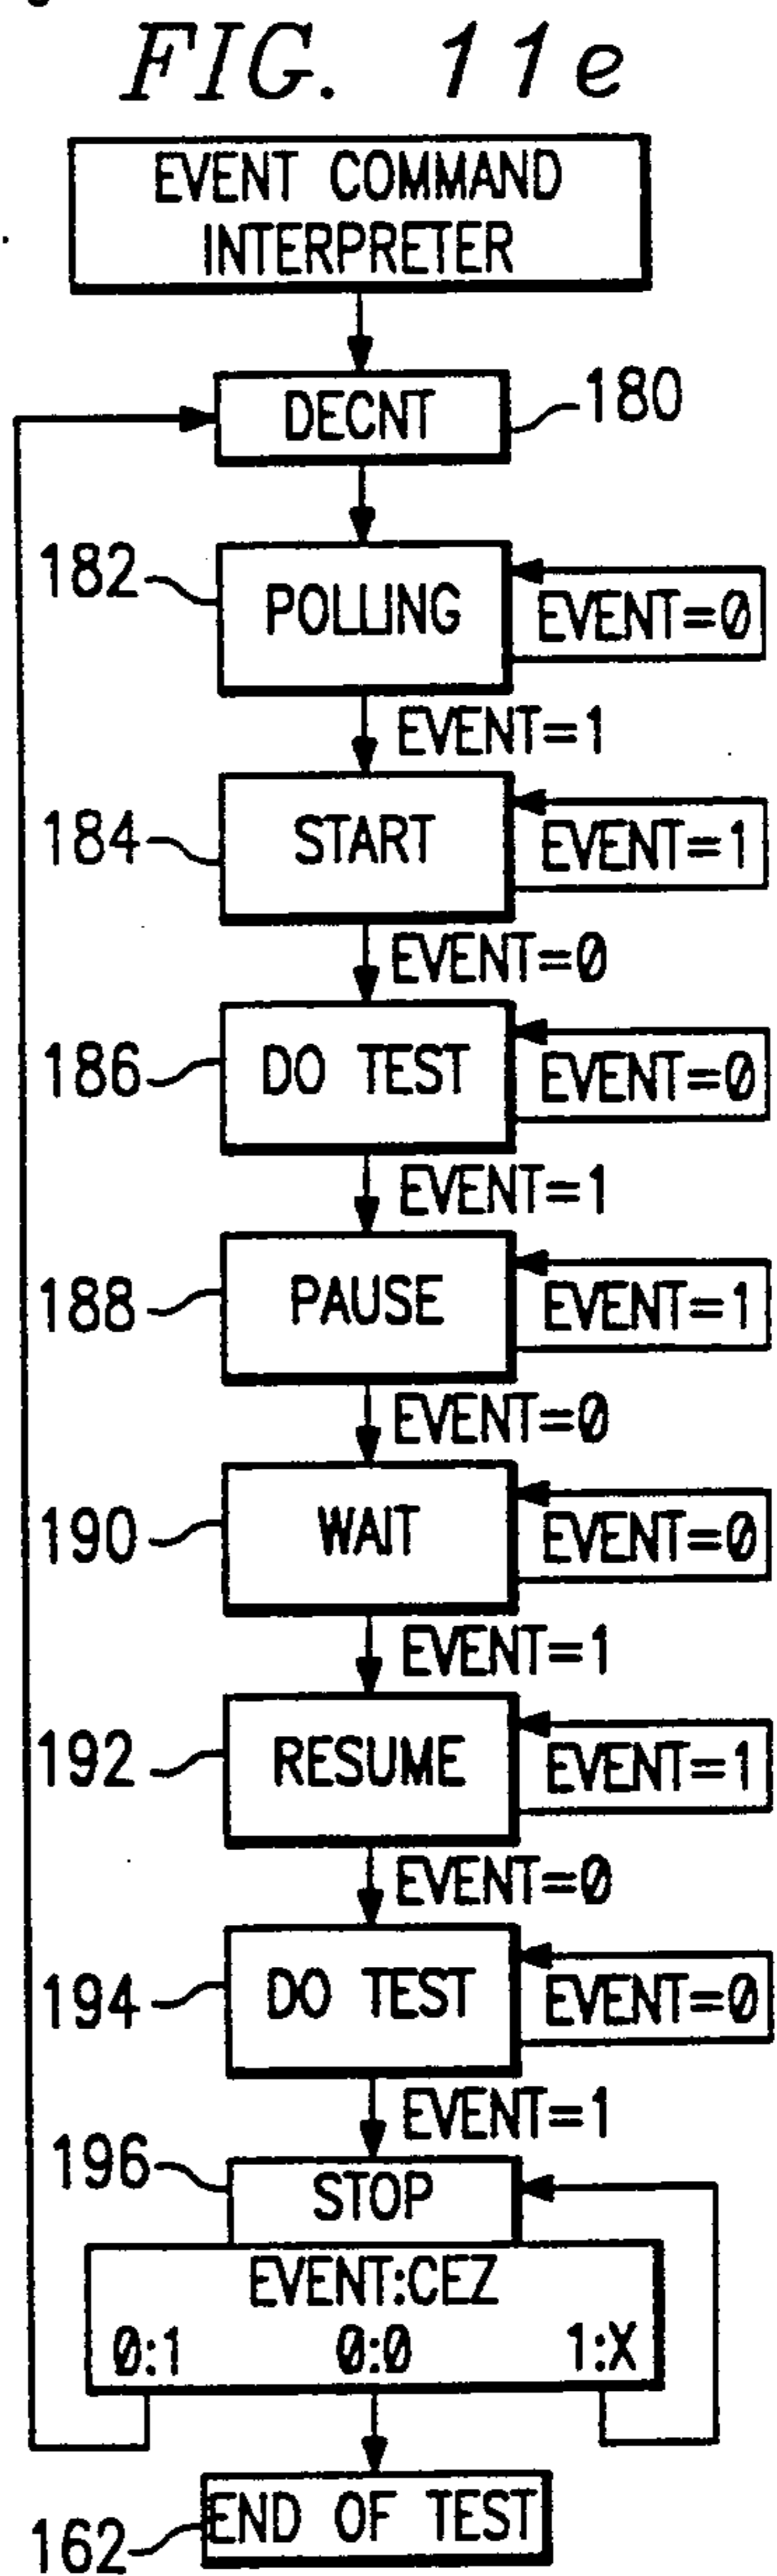 FIG. 11e
EVENT COMMAND
INTERPRETER
DECNT
180
182
POLLING
EVENT=0
EVENT=1
184
START
EVENT=1
EVENT=0
186
DO TEST
EVENT=0
EVENT=1
188
PAUSE
EVENT=1
EVENT=0
190
WAIT
EVENT=0
EVENT=1
192
RESUME
EVENT=1
EVENT=0
194
DO TEST
EVENT=0
EVENT=1
196
STOP
EVENT:CEZ
0:1 0:0 1:X
END OF TEST
162